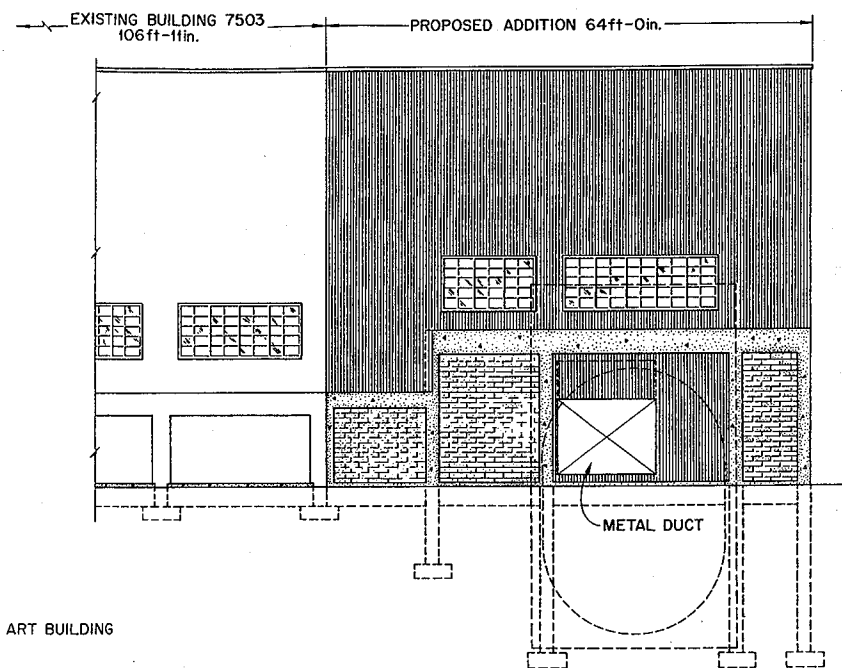 EXISTING BUILDING 7503
106ft-11in.
PROPOSED ADDITION 64ft-0in.
METAL DUCT
ART BUILDING